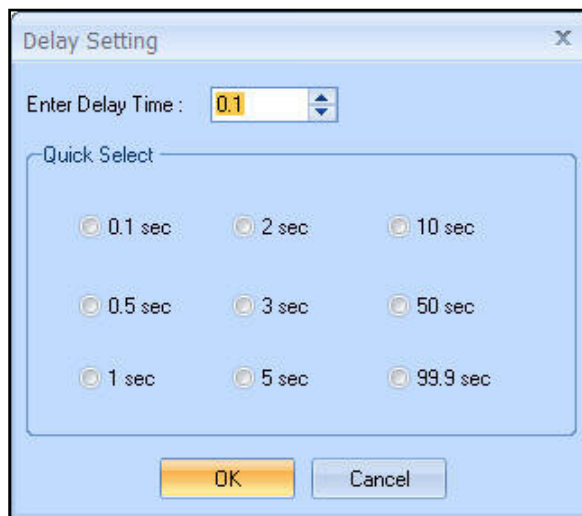 Delay Setting
X
Enter Delay Time :
0.1
Quick Select
0.1 sec
2 sec
10 sec
0.5 sec
3 sec
50 sec
1 sec
5 sec
99.9 sec
OK
Cancel